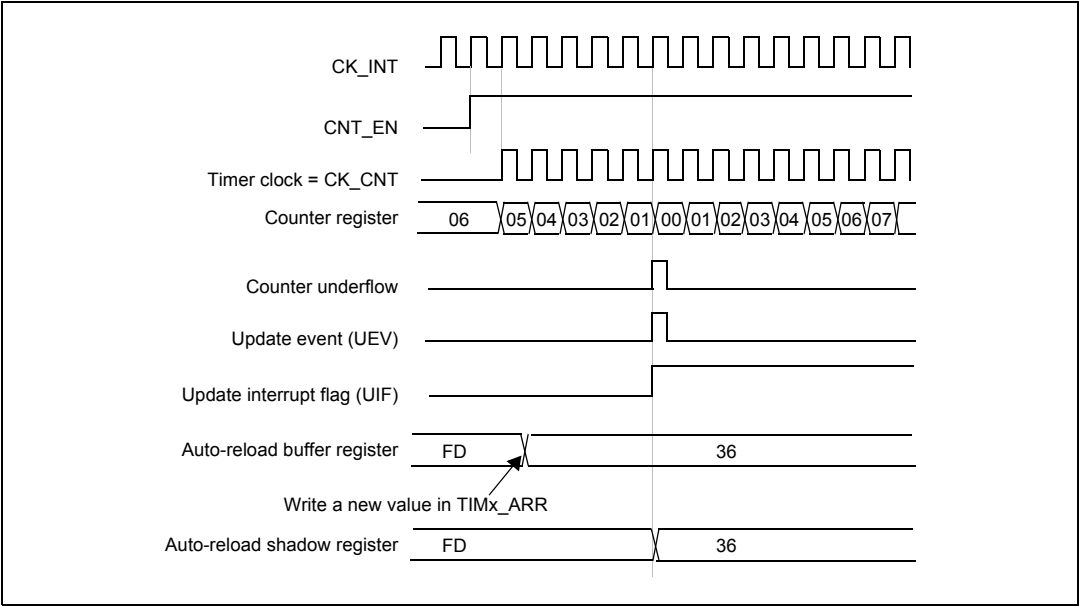 CK_INT
CNT_EN
Timer clock = CK_CNT
Counter register 06 05 04 03 02 01 00 01 02 03 04 05 06 07
Counter underflow
Update event (UEV)
Update interrupt flag (UIF)
Auto-reload buffer register FD 36
Write a new value in TIMx_ARR
Auto-reload shadow register FD 36